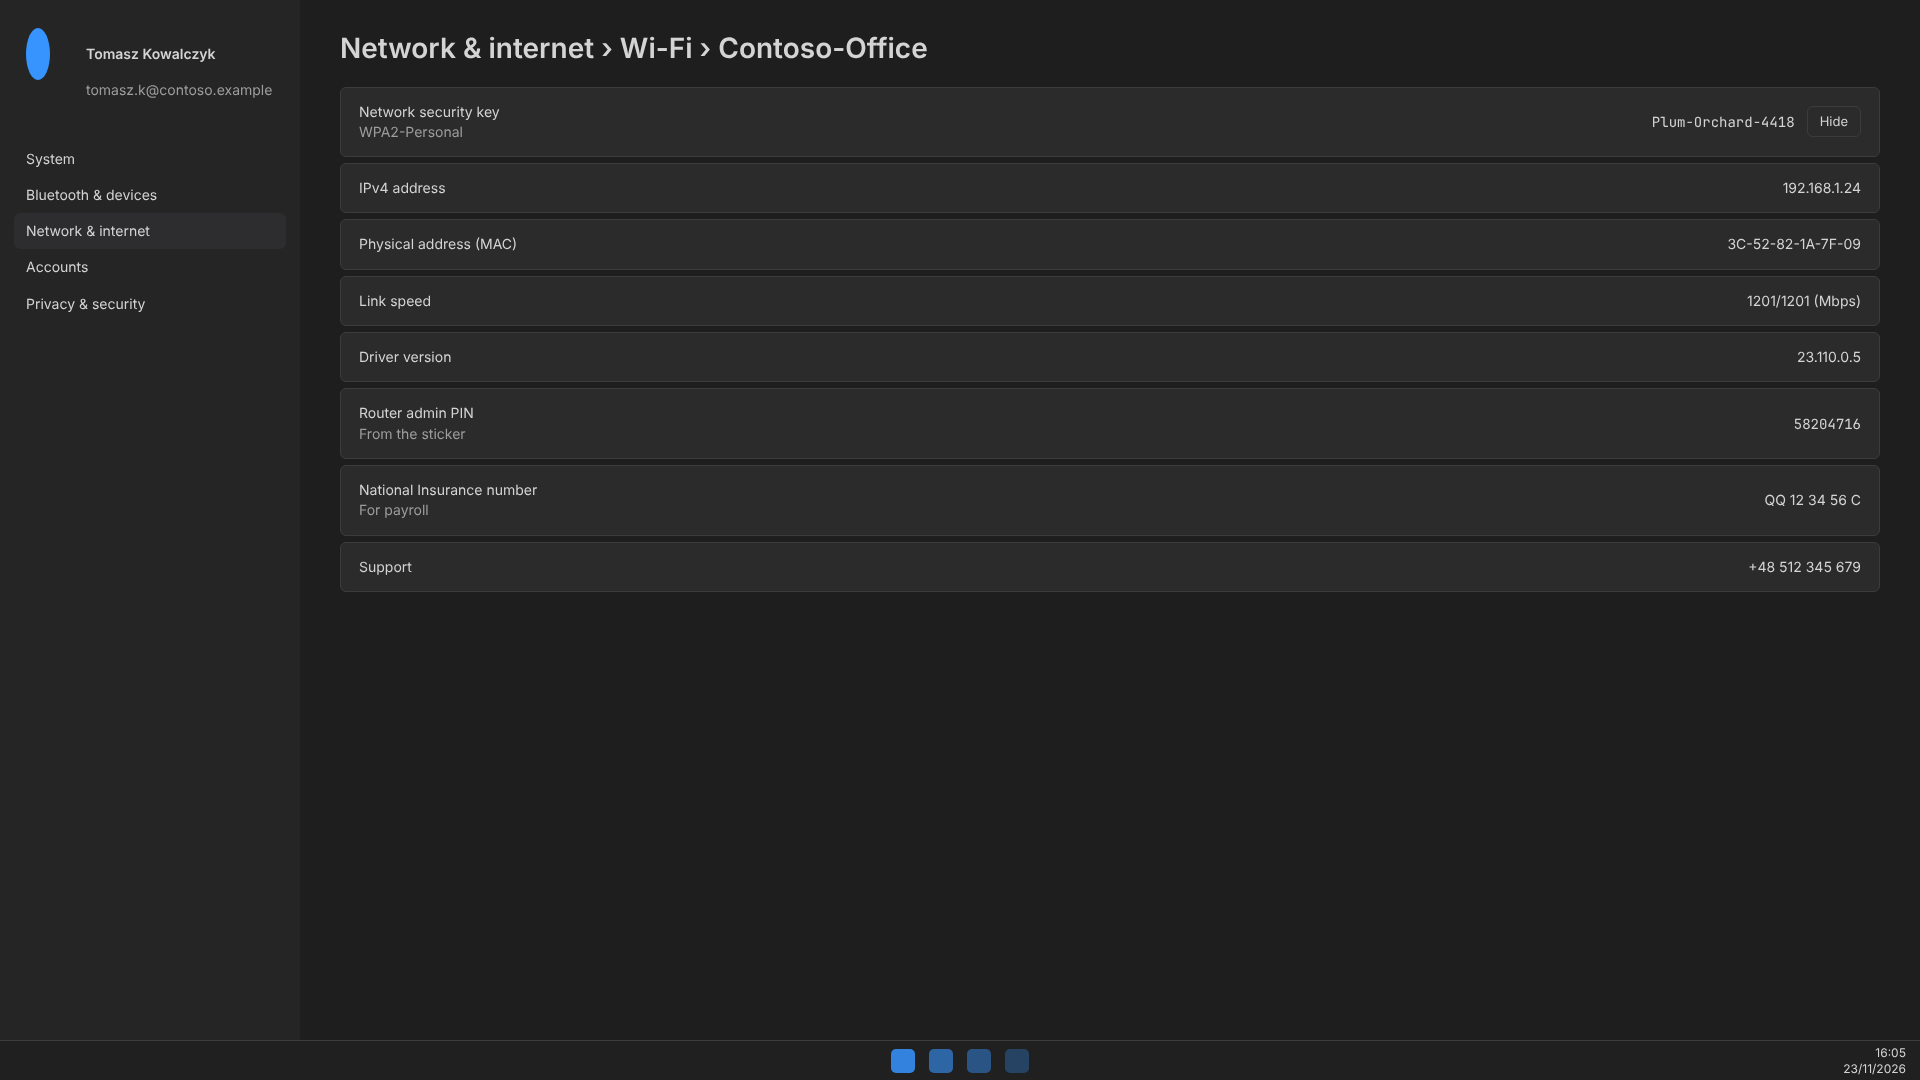 Tomasz Kowalczyk
tomasz.k@contoso.example
System
Bluetooth & devices
Network & internet
Accounts
Privacy & security
Network & internet › Wi-Fi › Contoso-Office
Network security key
WPA2-Personal
Plum-Orchard-4418
Hide
IPv4 address
192.168.1.24
Physical address (MAC)
3C-52-82-1A-7F-09
Link speed
1201/1201 (Mbps)
Driver version
23.110.0.5
Router admin PIN
From the sticker
58204716
National Insurance number
For payroll
QQ 12 34 56 C
Support
+48 512 345 679
16:05
23/11/2026